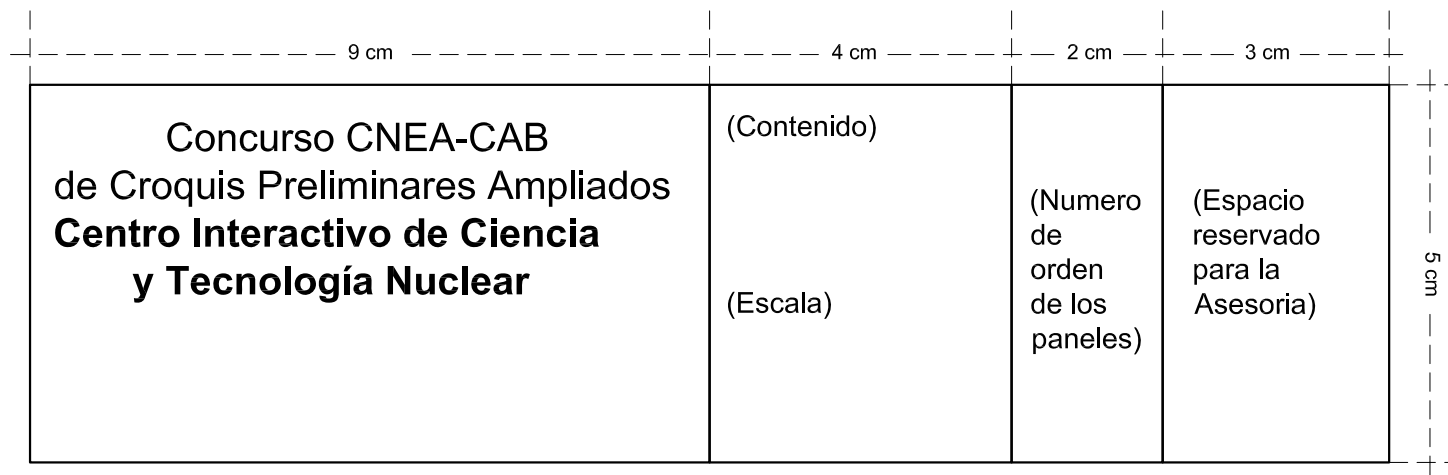 9 cm
4 cm
2 cm
3 cm
Concurso CNEA-CAB
de Croquis Preliminares Ampliados
Centro Interactivo de Ciencia
y Tecnología Nuclear
(Contenido)
(Escala)
(Numero
de
orden
de los
paneles)
(Espacio
reservado
para la
Asesoria)
5 cm